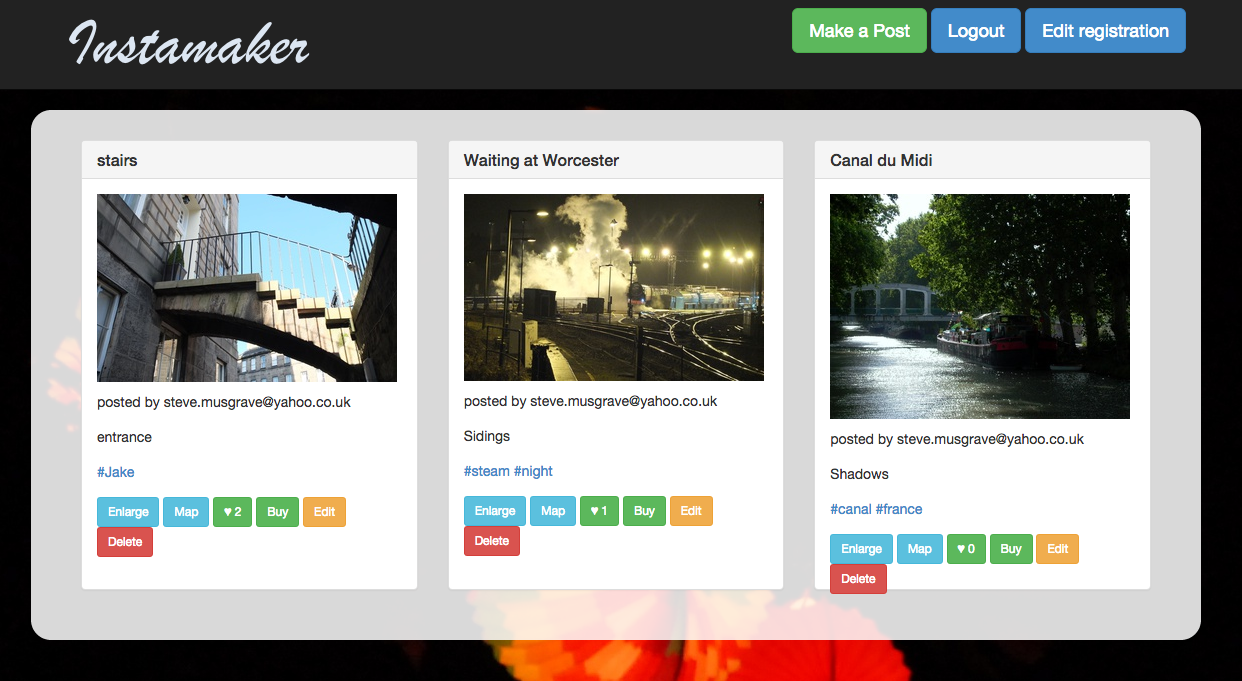 Instamaker
Make a Post
Logout
Edit registration
stairs
posted by steve.musgrave@yahoo.co.uk
entrance
#Jake
Enlarge Map ♥ 2 Buy Edit
Delete
Waiting at Worcester
posted by steve.musgrave@yahoo.co.uk
Sidings
#steam #night
Enlarge Map ♥ 1 Buy Edit
Delete
Canal du Midi
posted by steve.musgrave@yahoo.co.uk
Shadows
#canal #france
Enlarge Map ♥ 0 Buy Edit
Delete